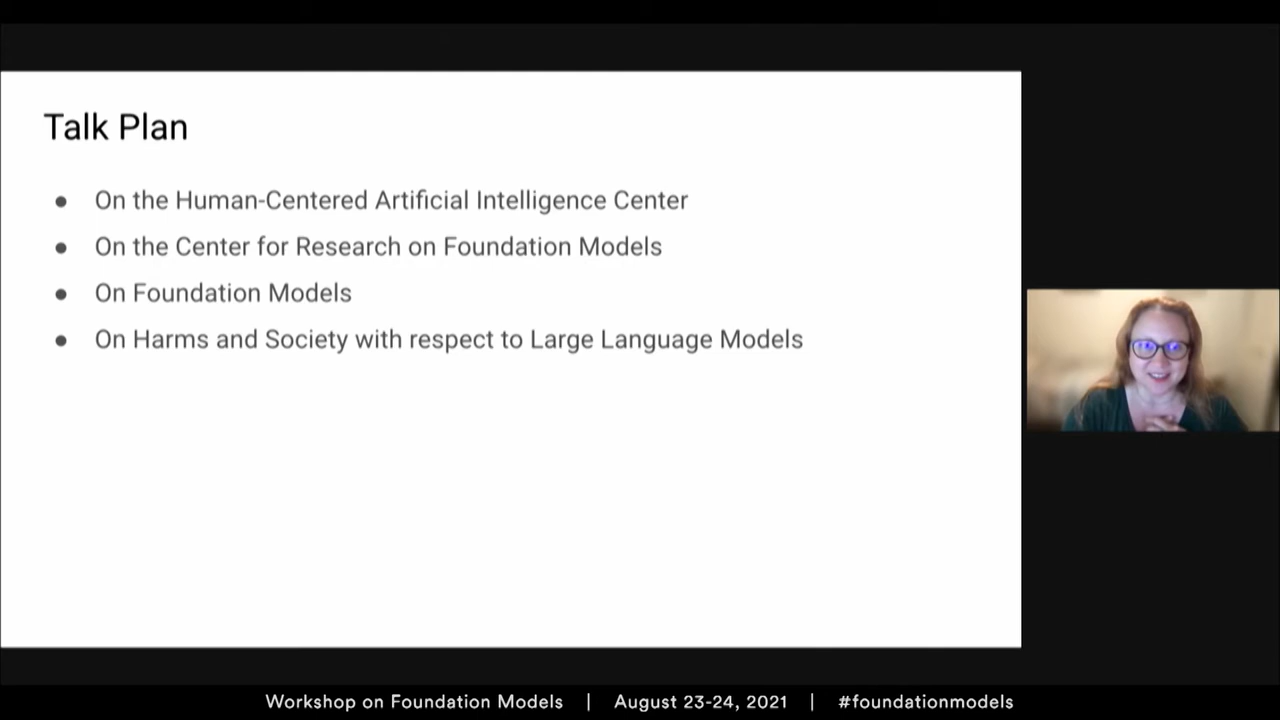 Talk Plan
● On the Human-Centered Artificial Intelligence Center
● On the Center for Research on Foundation Models
● On Foundation Models
● On Harms and Society with respect to Large Language Models
Workshop on Foundation Models | August 23-24, 2021 | #foundationmodels